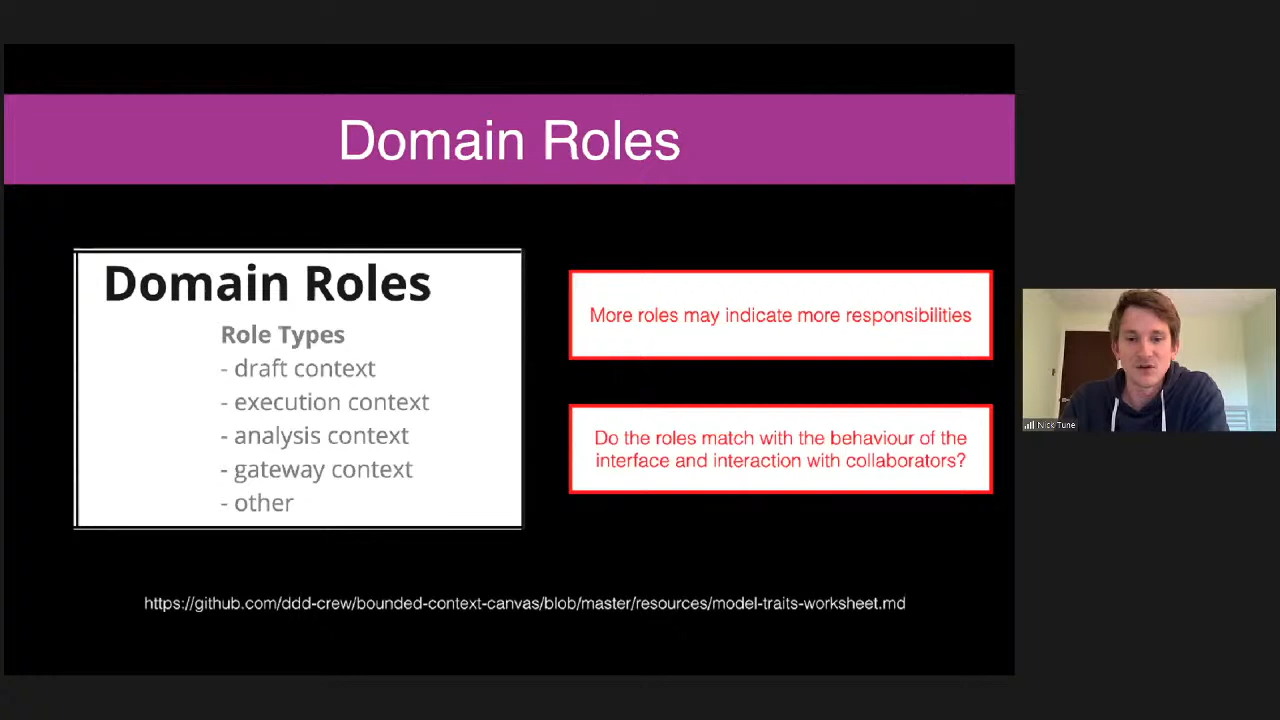 Domain Roles
Domain Roles
Role Types
- draft context
- execution context
- analysis context
- gateway context
- other
More roles may indicate more responsibilities
Do the roles match with the behaviour of the
interface and interaction with collaborators?
https://github.com/ddd-crew/bounded-context-canvas/blob/master/resources/model-traits-worksheet.md
Nick Tune